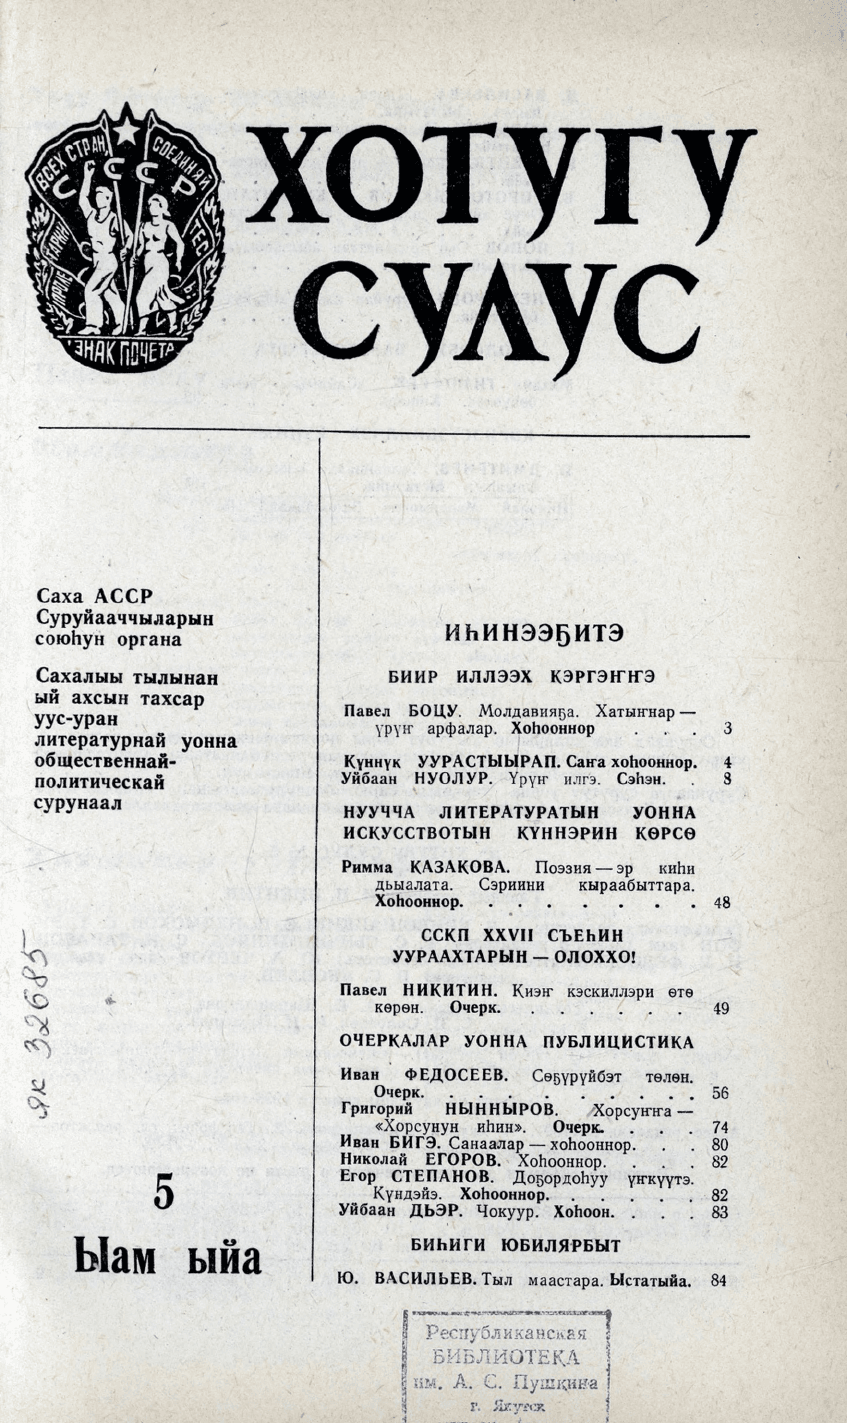 ХОТУГУ
СУЛУС
ВСЕХ СТРАН, СОЕДИНЯЙ
СССР
ЗНАК ПОЧЕТА
Саха АССР
Суруйааччыларын
союһун органа
Сахалыы тылынан
ый ахсын тахсар
уус-уран
литературнай уонна
общественнай-
политическай
сурунаал
як 32685
5
Ыам ыйа
ИҺИНЭЭҔИТЭ
БИИР ИЛЛЭЭХ КЭРГЭҤҤЭ
Павел БОЦУ. Молдавияҕа. Хатыҥнар —
үрүҥ арфалар. Хоһооннор . . . 3
Күннүк УУРАСТЫЫРАП. Саҥа хоһооннор. 4
Уйбаан НУОЛУР. Үрүҥ илгэ. Сэһэн. . 8
НУУЧЧА ЛИТЕРАТУРАТЫН УОННА
ИСКУССТВОТЫН КҮННЭРИН КӨРСӨ
Римма КАЗАКОВА. Поэзия — эр киһи
дьыалата. Сэриини кыраабыттара.
Хоһооннор. . . . . . . . 48
ССКП XXVII СЪЕҺИН
УУРААХТАРЫН — ОЛОХХО!
Павел НИКИТИН. Киэҥ кэскиллэри өтө
көрөн. Очерк. . . . . . . 49
ОЧЕРКАЛАР УОННА ПУБЛИЦИСТИКА
Иван ФЕДОСЕЕВ. Сөҕүрүйбэт төлөн.
Очерк. . . . . . . . . . 56
Григорий НЫННЫРОВ. Хорсуҥҥа —
«Хорсунун иһин». Очерк. . . . 74
Иван БИГЭ. Санаалар — хоһооннор. . . 80
Николай ЕГОРОВ. Хоһооннор. . . . 82
Егор СТЕПАНОВ. Доҕордоһуу үҥкүүтэ.
Күндэйэ. Хоһооннор. . . . . . 82
Уйбаан ДЬЭР. Чокуур. Хоһоон. . . . 83
БИҺИГИ ЮБИЛЯРБЫТ
Ю. ВАСИЛЬЕВ. Тыл маастара. Ыстатыйа. 84
Республиканская
БИБЛИОТЕКА
им. А. С. Пушкина
г. Якутск